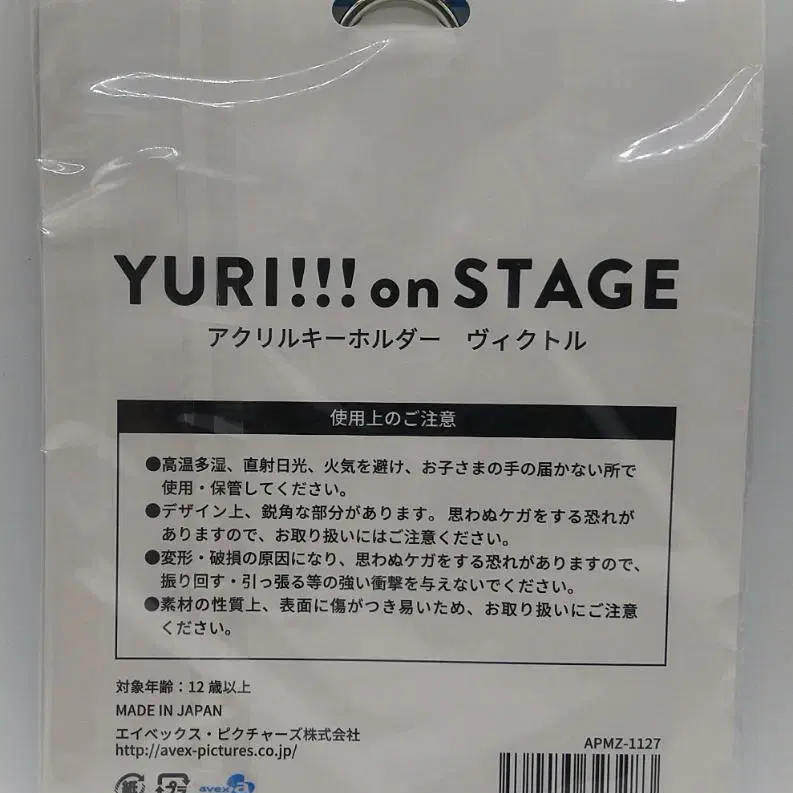 YURI!!! on STAGE
アクリルキーホルダー　ヴィクトル
使用上のご注意
●高温多湿、直射日光、火気を避け、お子さまの手の届かない所で
使用・保管してください。
●デザイン上、鋭角な部分があります。思わぬケガをする恐れが
ありますので、お取り扱いにはご注意ください。
●変形・破損の原因になり、思わぬケガをする恐れがありますので、
振り回す・引っ張る等の強い衝撃を与えないでください。
●素材の性質上、表面に傷がつき易いため、お取り扱いにご注意
ください。
対象年齢：12歳以上
MADE IN JAPAN
エイベックス・ピクチャーズ株式会社
http://avex-pictures.co.jp/
APMZ-1127
紙
プラ
avex